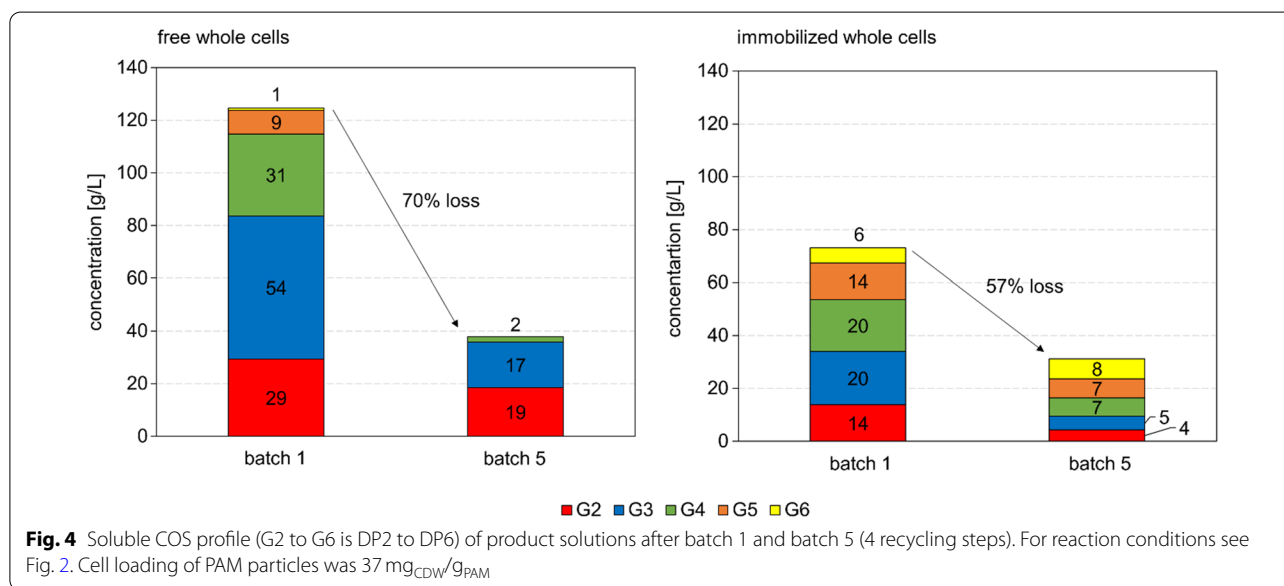 free whole cells
140
120
100
80
60
40
20
0
concentration [g/L]
1
9
31
54
29
70% loss
2
17
19
batch 1
batch 5
immobilized whole cells
140
120
100
80
60
40
20
0
concentartion [g/L]
6
14
20
20
14
57% loss
8
7
7
5
4
batch 1
batch 5
G2 G3 G4 G5 G6
Fig. 4 Soluble COS profile (G2 to G6 is DP2 to DP6) of product solutions after batch 1 and batch 5 (4 recycling steps). For reaction conditions see
Fig. 2. Cell loading of PAM particles was 37 mgCDW/gPAM